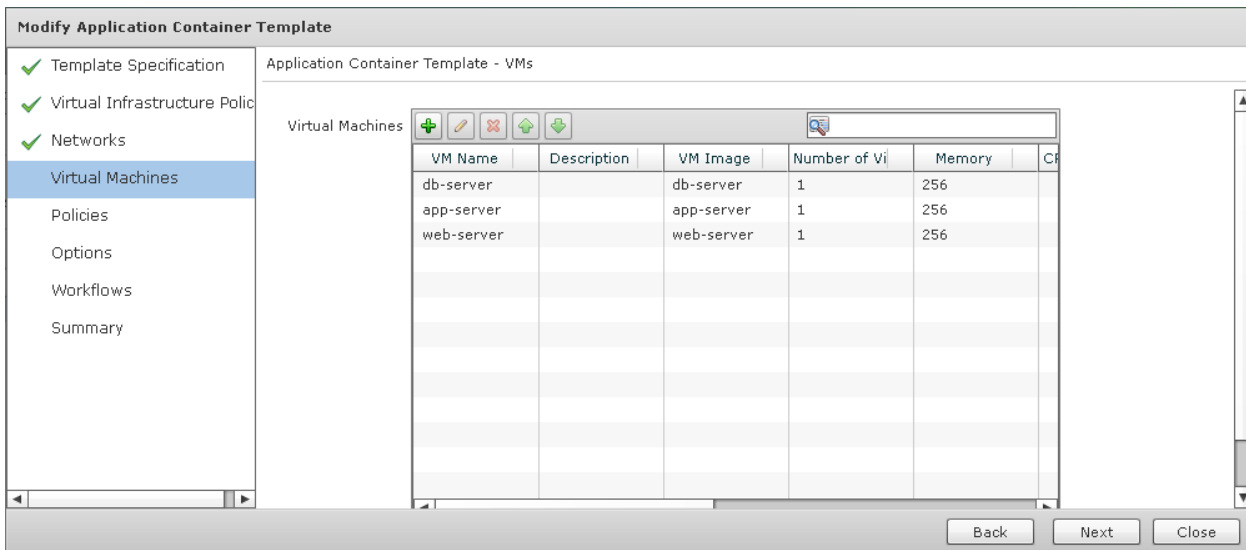 Modify Application Container Template
Template Specification
Virtual Infrastructure Polic
Networks
Virtual Machines
Policies
Options
Workflows
Summary
Application Container Template - VMs
Virtual Machines
VM Name Description VM Image Number of Vi Memory CP
db-server db-server 1 256
app-server app-server 1 256
web-server web-server 1 256
Back Next Close